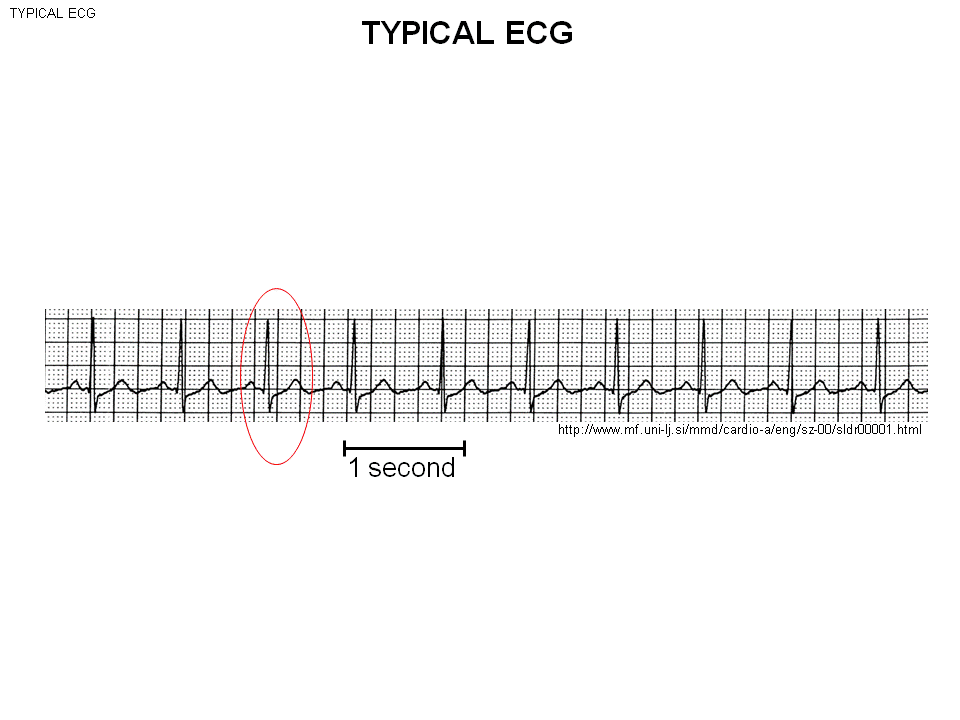 TYPICAL ECG
TYPICAL ECG
http://www.mf.uni-lj.si/mmd/cardio-a/eng/sz-00/sldr00001.html
1 second